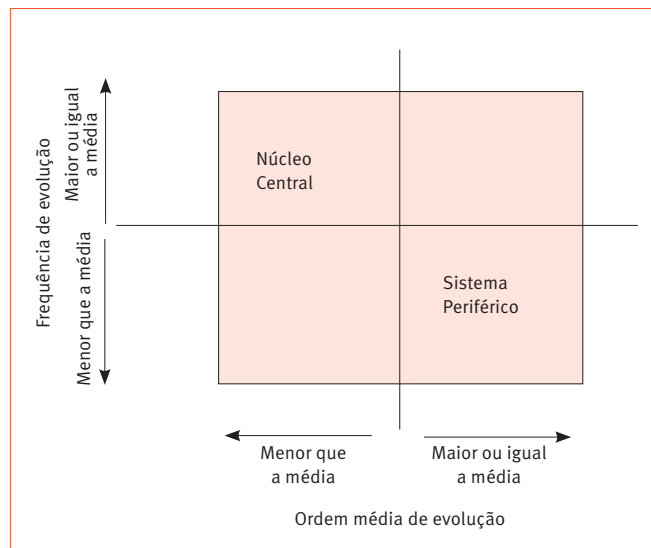 Frequência de evolução
Maior ou igual
a média
Menor que a média
Núcleo
Central
Sistema
Periférico
Menor que
a média
Maior ou igual
a média
Ordem média de evolução